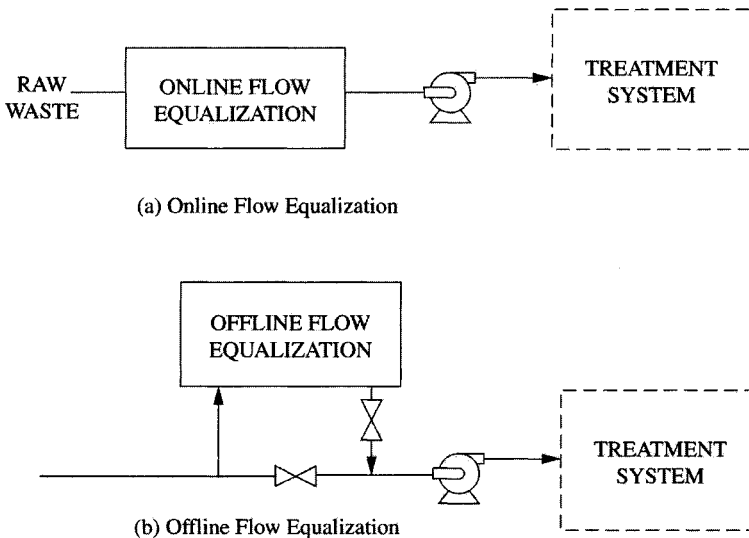 RAW
WASTE
ONLINE FLOW
EQUALIZATION
TREATMENT
SYSTEM
(a) Online Flow Equalization
OFFLINE FLOW
EQUALIZATION
TREATMENT
SYSTEM
(b) Offline Flow Equalization